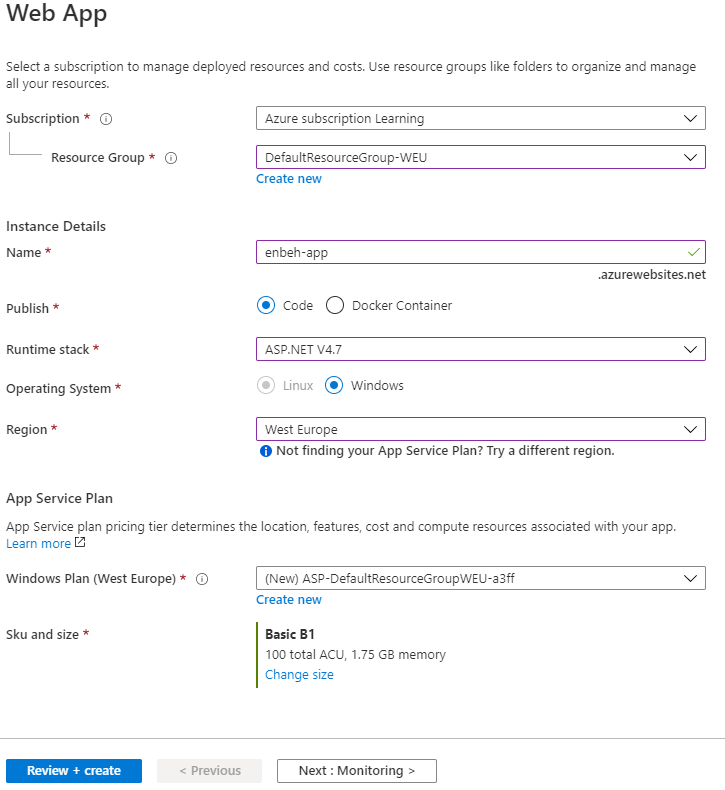 Web App
Select a subscription to manage deployed resources and costs. Use resource groups like folders to organize and manage
all your resources.
Subscription *
Azure subscription Learning
Resource Group *
DefaultResourceGroup-WEU
Create new
Instance Details
Name *
enbeh-app
.azurewebsites.net
Publish *
Code
Docker Container
Runtime stack *
ASP.NET V4.7
Operating System *
Linux
Windows
Region *
West Europe
Not finding your App Service Plan? Try a different region.
App Service Plan
App Service plan pricing tier determines the location, features, cost and compute resources associated with your app.
Learn more
Windows Plan (West Europe) *
(New) ASP-DefaultResourceGroupWEU-a3ff
Create new
Sku and size *
Basic B1
100 total ACU, 1.75 GB memory
Change size
Review + create
< Previous
Next : Monitoring >